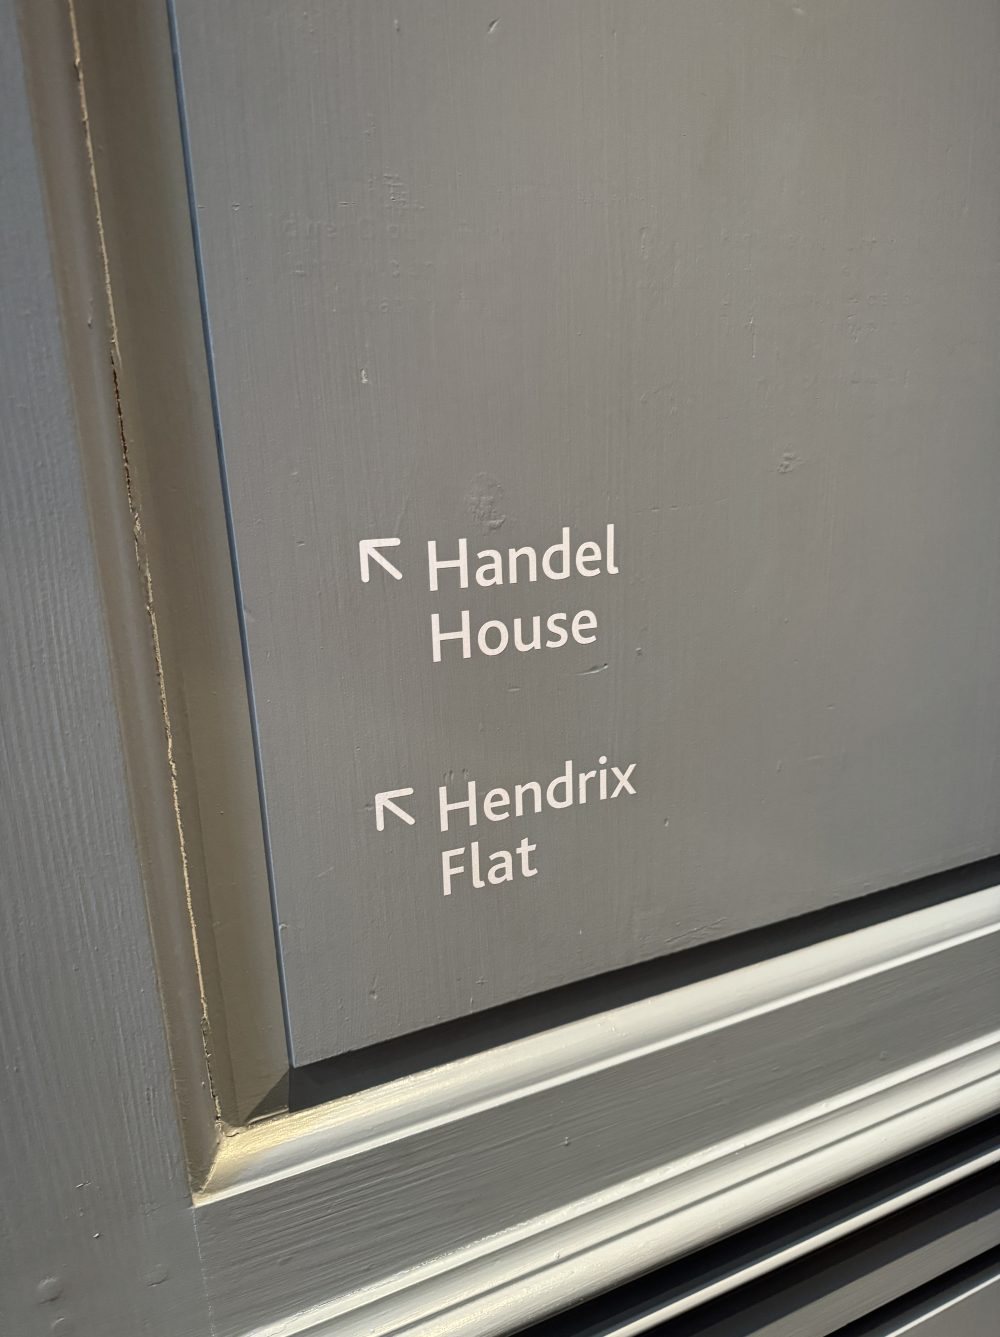 Handel
House
Hendrix
Flat